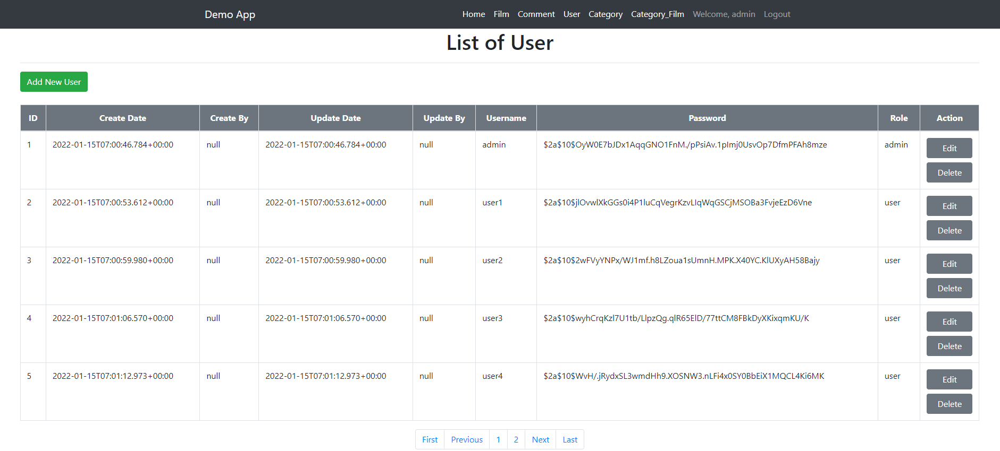 Demo App Home Film Comment User Category Category_Film Welcome, admin Logout
List of User
Add New User
ID Create Date Create By Update Date Update By Username Password Role Action
1 2022-01-15T07:00:46.784+00:00 null 2022-01-15T07:00:46.784+00:00 null admin $2a$10$OyW0E7bJDx1AqqGNO1FnM./pPsiAv.1pImj0UsvOp7DfmPFAh8mze admin Edit
Delete
2 2022-01-15T07:00:53.612+00:00 null 2022-01-15T07:00:53.612+00:00 null user1 $2a$10$jlOvwlXkGGs0i4P1luCqVegrKzvLIqWqGSCjMSOBa3FvjeEzD6Vne user Edit
Delete
3 2022-01-15T07:00:59.980+00:00 null 2022-01-15T07:00:59.980+00:00 null user2 $2a$10$2wFVyYNPx/WJ1mf.h8LZoua1sUmnH.MPK.X40YC.KlUXyAH58Bajy user Edit
Delete
4 2022-01-15T07:01:06.570+00:00 null 2022-01-15T07:01:06.570+00:00 null user3 $2a$10$wyhCrqKzl7U1tb/LlpzQg.qlR65ElD/77ttCM8FBkDyXKixqmKU/K user Edit
Delete
5 2022-01-15T07:01:12.973+00:00 null 2022-01-15T07:01:12.973+00:00 null user4 $2a$10$WvH/.jRydxSL3wmdHh9.XOSNW3.nLFi4x0SY0BbEiX1MQCL4Ki6MK user Edit
Delete
First Previous 1 2 Next Last